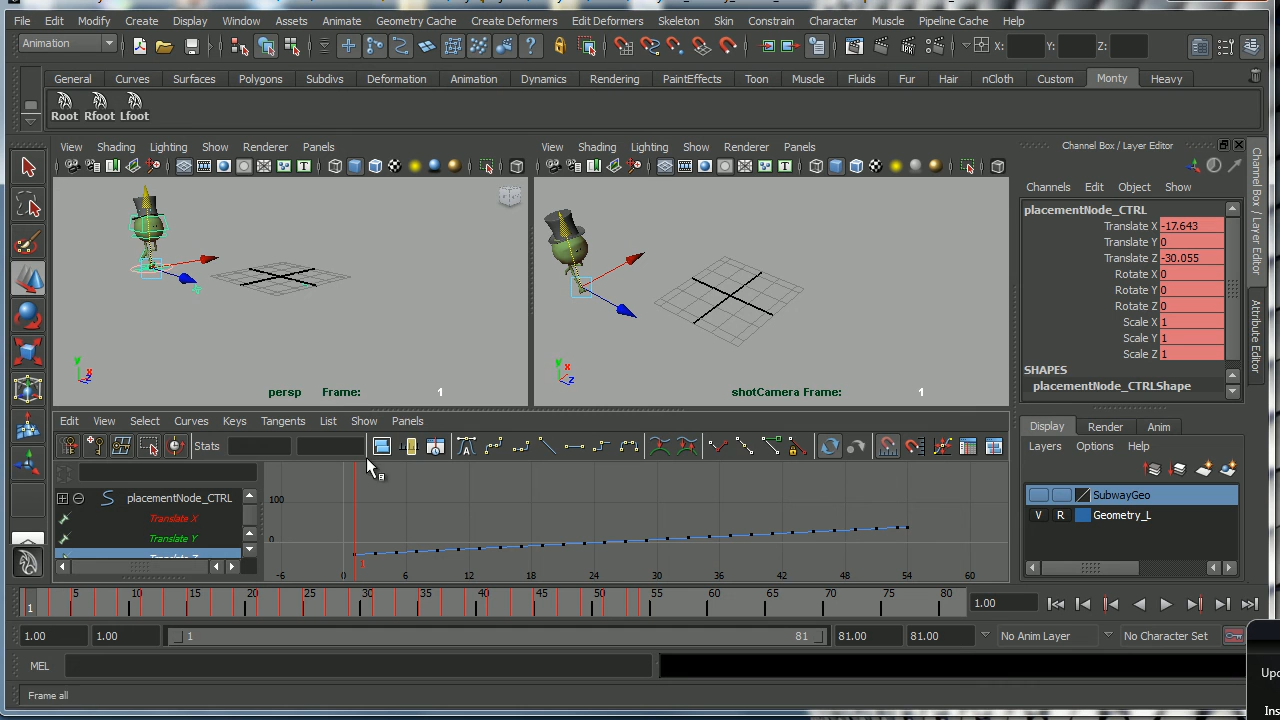 File Edit Modify Create Display Window Assets Animate Geometry Cache Create Deformers Edit Deformers Skeleton Skin Constrain Character Muscle Pipeline Cache Help
Animation X: Y: Z:
General Curves Surfaces Polygons Subdivs Deformation Animation Dynamics Rendering PaintEffects Toon Muscle Fluids Fur Hair nCloth Custom Monty Heavy
Root Rfoot Lfoot
View Shading Lighting Show Renderer Panels
View Shading Lighting Show Renderer Panels
persp Frame: 1
shotCamera Frame: 1
Channel Box / Layer Editor
Channels Edit Object Show
placementNode_CTRL
Translate X -17.643
Translate Y 0
Translate Z -30.055
Rotate X 0
Rotate Y 0
Rotate Z 0
Scale X 1
Scale Y 1
Scale Z 1
SHAPES
placementNode_CTRLShape
Channel Box / Layer Editor
Attribute Editor
Display Render Anim
Layers Options Help
SubwayGeo
V R Geometry_L
Edit View Select Curves Keys Tangents List Show Panels
Stats
placementNode_CTRL
Translate X
Translate Y
100
0
-6 0 6 12 18 24 30 36 42 48 54 60
1 5 10 15 20 25 30 35 40 45 50 55 60 65 70 75 80
1.00
1.00 1.00 1 81 81.00 81.00 No Anim Layer No Character Set
MEL
Frame all